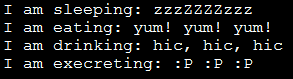 I am sleeping: zzzZZZZzzz
I am eating: yum! yum! yum!
I am drinking: hic, hic, hic
I am execreting: :P :P :P